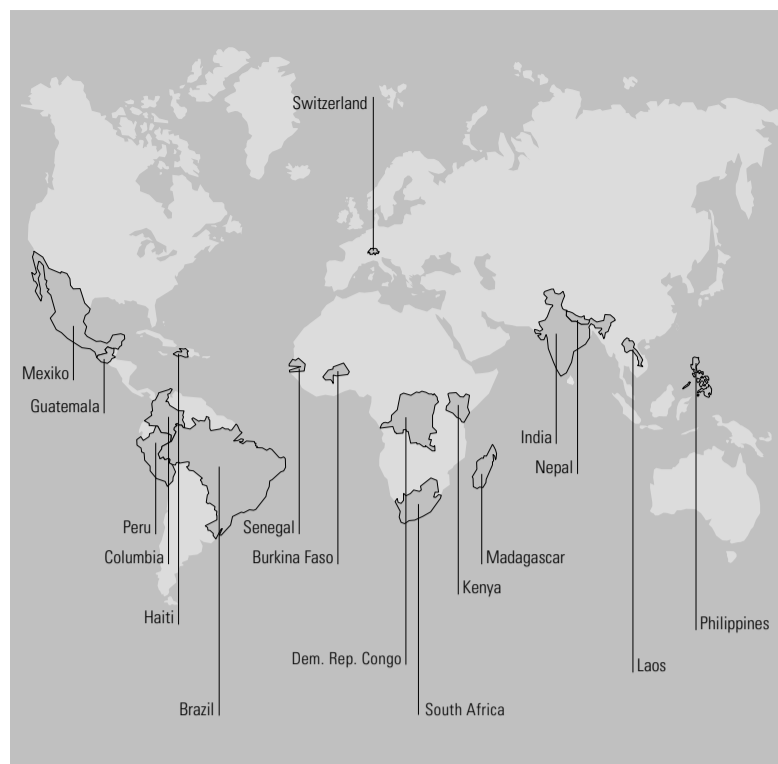 Switzerland
Mexiko
Guatemala
India
Nepal
Peru
Senegal
Columbia
Burkina Faso
Madagascar
Kenya
Haiti
Philippines
Dem. Rep. Congo
Laos
Brazil
South Africa